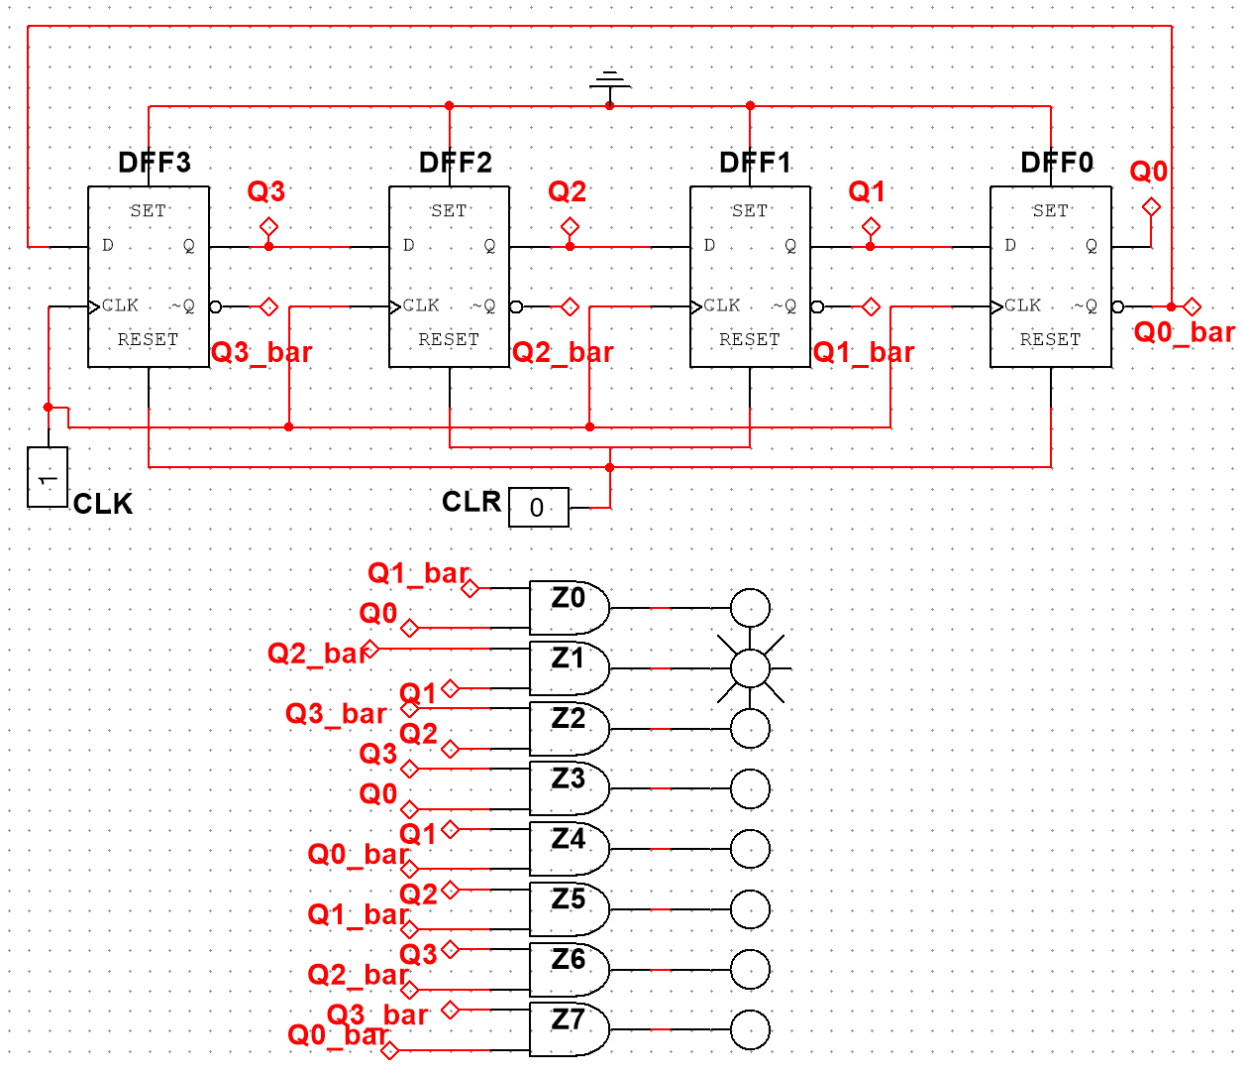 DFF3 DFF2 DFF1 DFF0
Q0
Q3 Q2 Q1
SET SET SET SET
D Q D Q D Q D Q
CLK ~Q CLK ~Q CLK ~Q CLK ~Q
Q0_bar
RESET RESET RESET RESET
Q3_bar Q2_bar Q1_bar
1
CLK
CLR 0
Q1_bar
Z0
Q0
Q2_bar
Z1
Q1
Q3_bar
Z2
Q2
Q3
Z3
Q0
Q1
Z4
Q0_bar
Q2
Z5
Q1_bar
Q3
Z6
Q2_bar
Q3_bar
Z7
Q0_bar